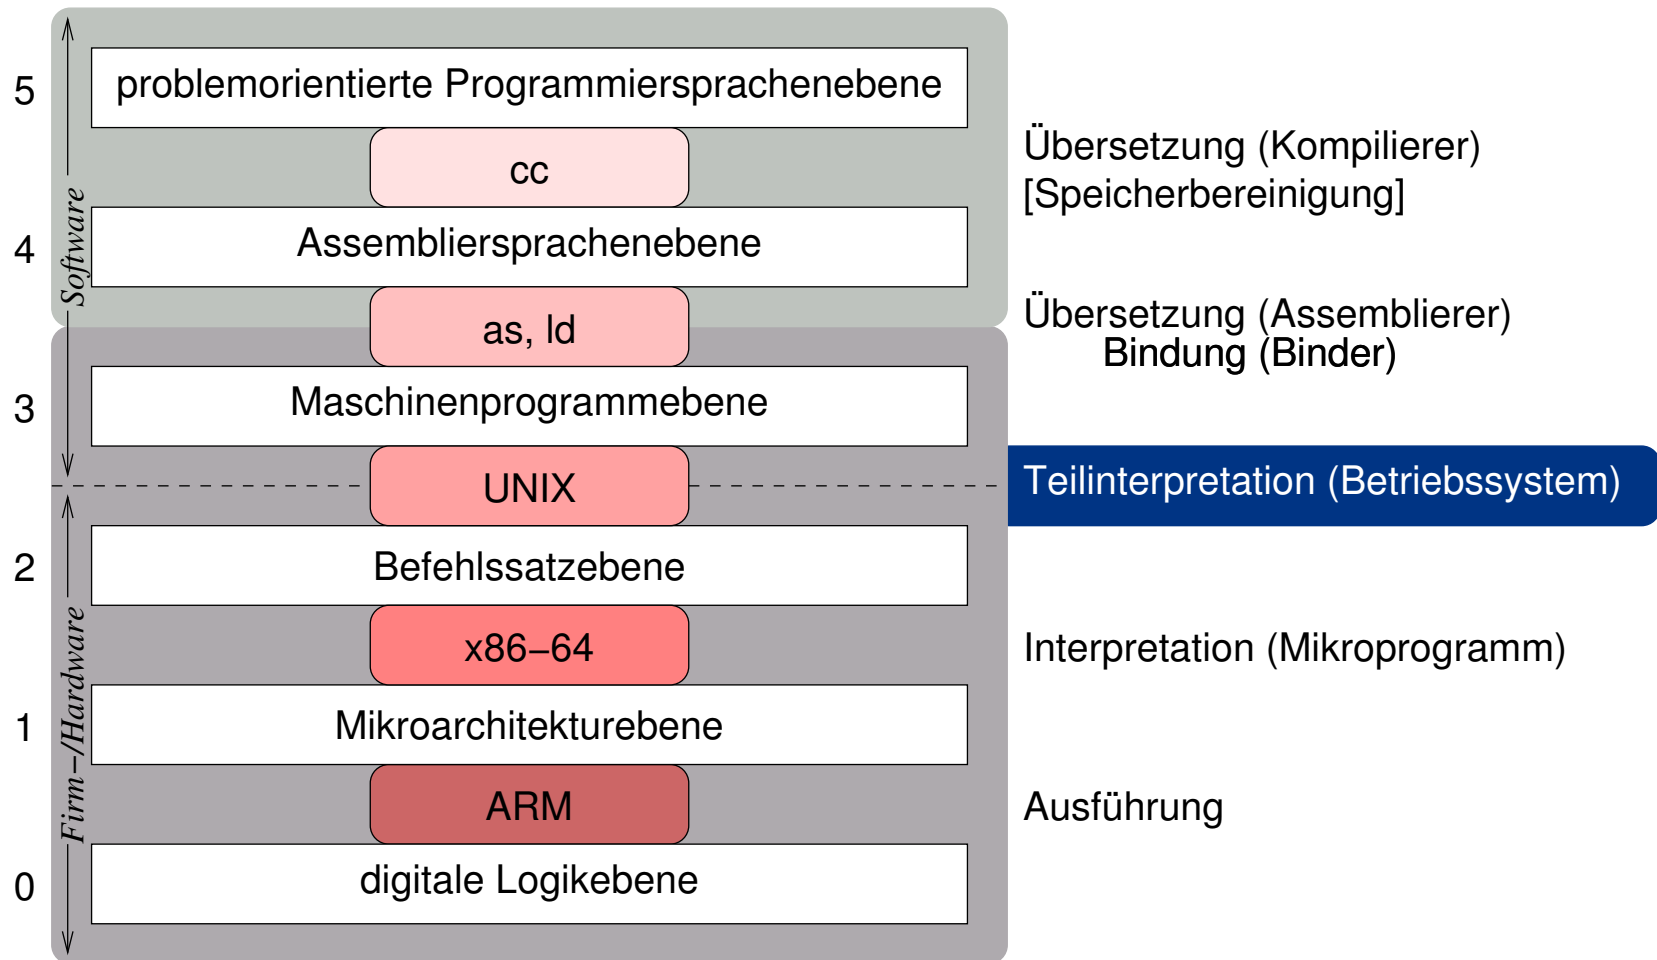 5
problemorientierte Programmiersprachenebene
cc
Übersetzung (Kompilierer)
[Speicherbereinigung]
Software
4
Assembliersprachenebene
as, ld
Übersetzung (Assemblierer)
Bindung (Binder)
3
Maschinenprogrammebene
UNIX
Teilinterpretation (Betriebssystem)
2
Befehlssatzebene
x86−64
Interpretation (Mikroprogramm)
Firm−/Hardware
1
Mikroarchitekturebene
ARM
Ausführung
0
digitale Logikebene